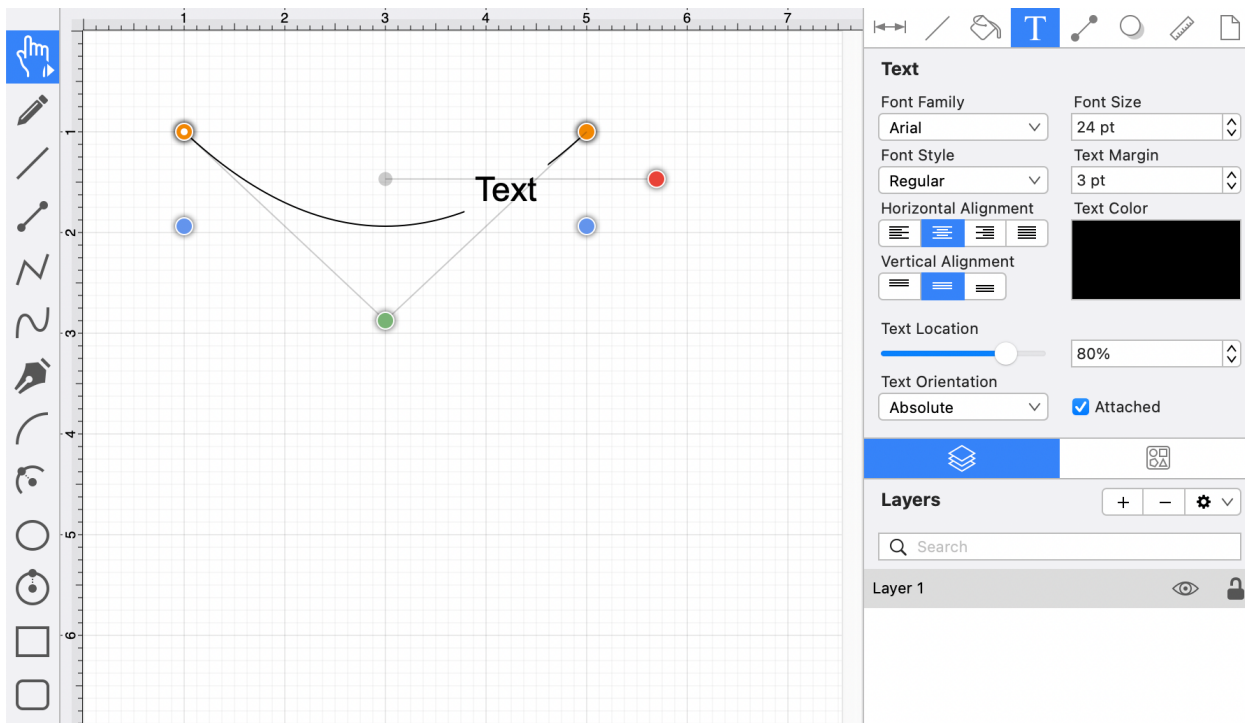 1 2 3 4 5 6 7
1
2
3
4
5
6
Text
T
Text
Font Family Font Size
Arial 24 pt
Font Style Text Margin
Regular 3 pt
Horizontal Alignment Text Color
Vertical Alignment
Text Location
80%
Text Orientation
Absolute Attached
Layers
Search
Layer 1